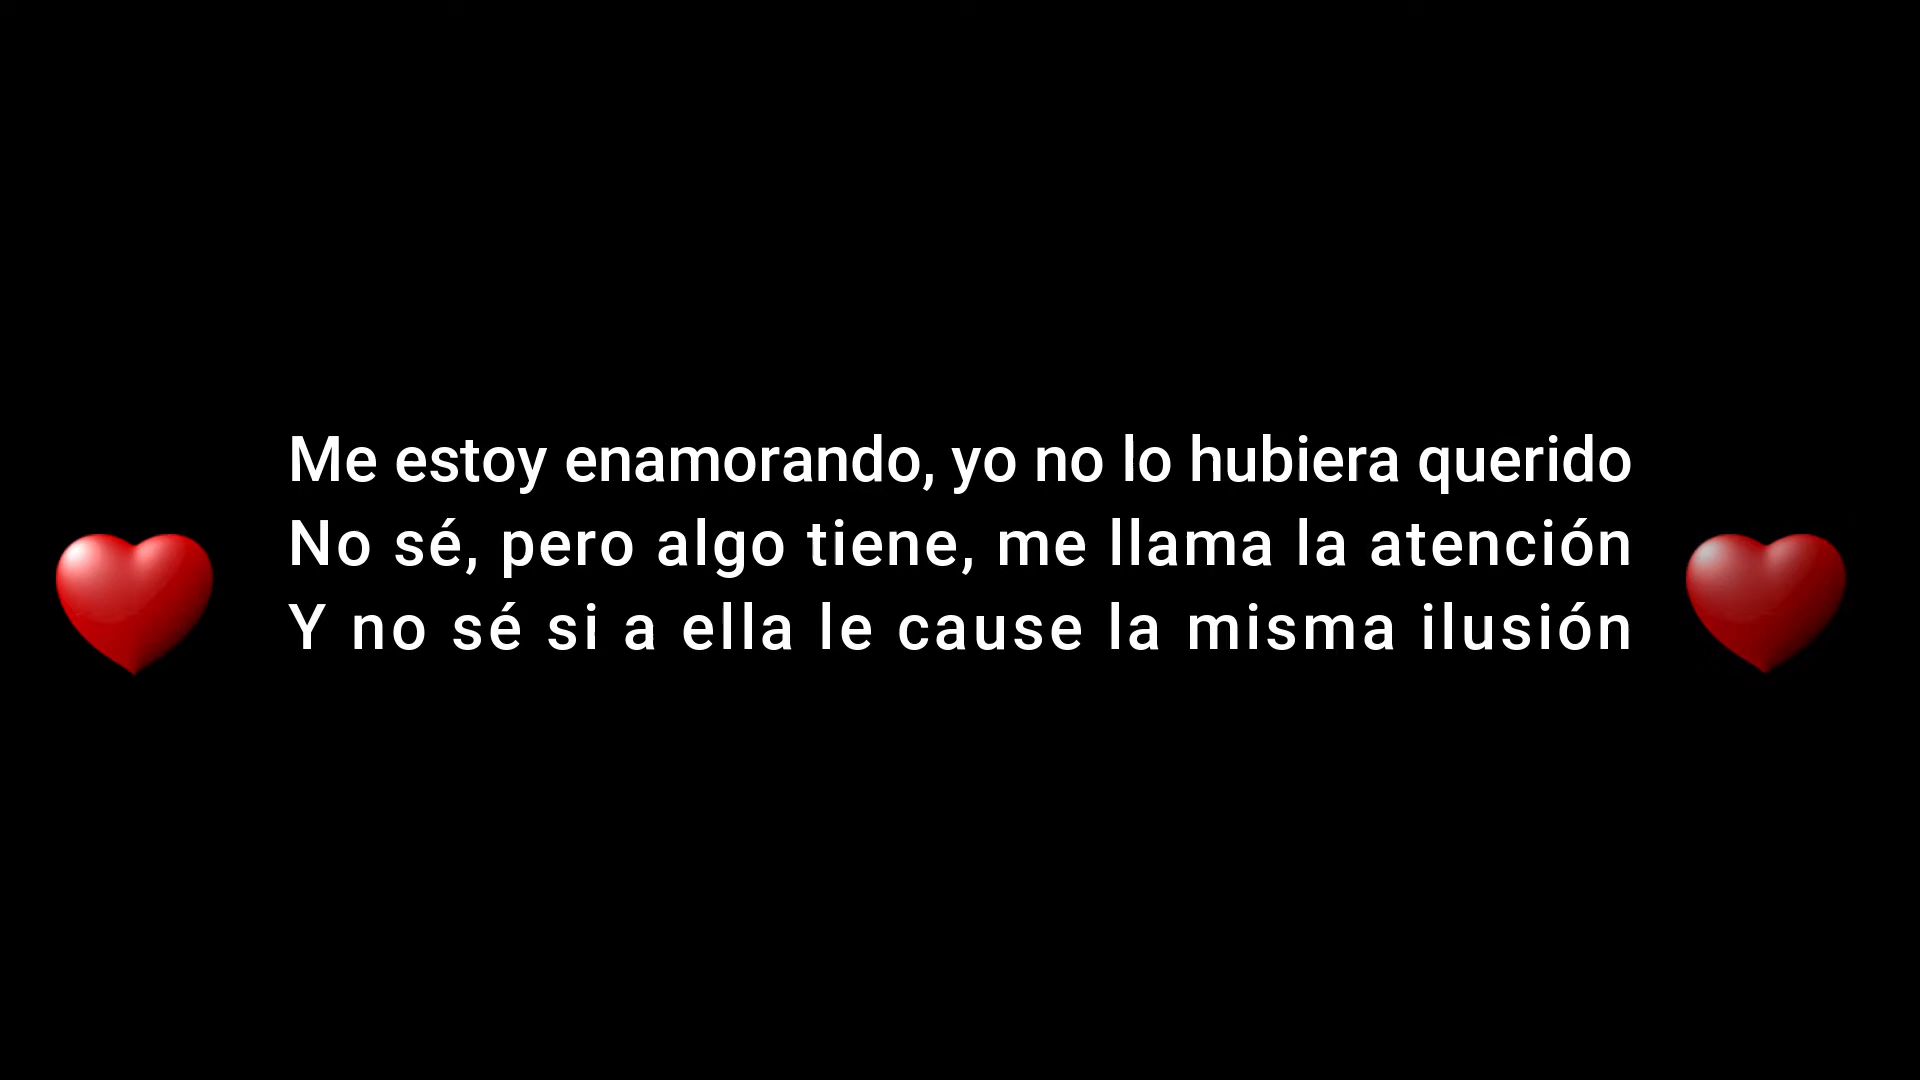 Me estoy enamorando, yo no lo hubiera querido
No sé, pero algo tiene, me llama la atención
Y no sé si a ella le cause la misma ilusión